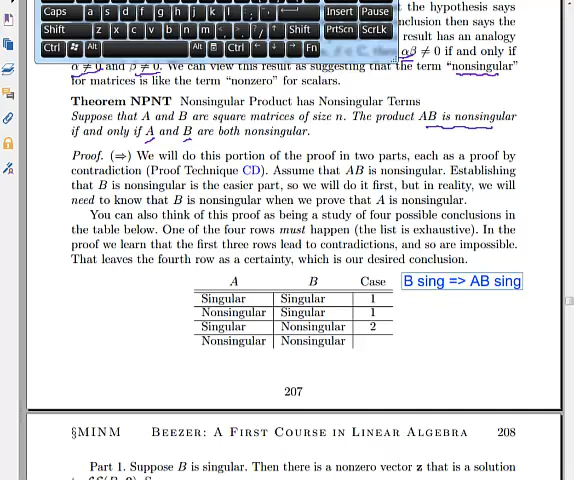 the hypothesis says
Caps a s d f g h j k l ; ' Insert Pause
nclusion then says the
Shift z x c v b n m < > ? / ↑ Shift PrtScn ScrLk
result has an analogy
Ctrl Alt Alt Ctrl ← ↓ → Fn
αβ ≠ 0 if and only if
α ≠ 0 and β ≠ 0. We can view this result as suggesting that the term “nonsingular”
for matrices is like the term “nonzero” for scalars.
Theorem NPNT Nonsingular Product has Nonsingular Terms
Suppose that A and B are square matrices of size n. The product AB is nonsingular
if and only if A and B are both nonsingular.
Proof. (⇒) We will do this portion of the proof in two parts, each as a proof by
contradiction (Proof Technique CD). Assume that AB is nonsingular. Establishing
that B is nonsingular is the easier part, so we will do it first, but in reality, we will
need to know that B is nonsingular when we prove that A is nonsingular.
You can also think of this proof as being a study of four possible conclusions in
the table below. One of the four rows must happen (the list is exhaustive). In the
proof we learn that the first three rows lead to contradictions, and so are impossible.
That leaves the fourth row as a certainty, which is our desired conclusion.
A B Case B sing => AB sing
Singular Singular 1
Nonsingular Singular 1
Singular Nonsingular 2
Nonsingular Nonsingular
207
§MINM Beezer: A First Course in Linear Algebra 208
Part 1. Suppose B is singular. Then there is a nonzero vector z that is a solution